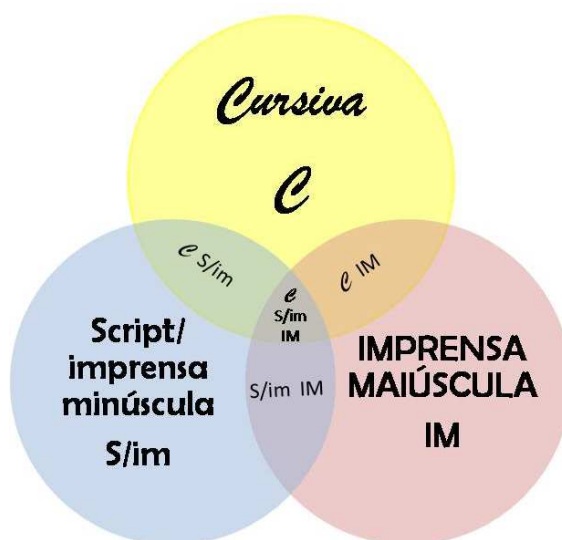 Cursiva
C
C S/im
C IM
C
S/im
IM
Script/
imprensa
minúscula
S/im
S/im IM
IMPRENSA
MAIÚSCULA
IM